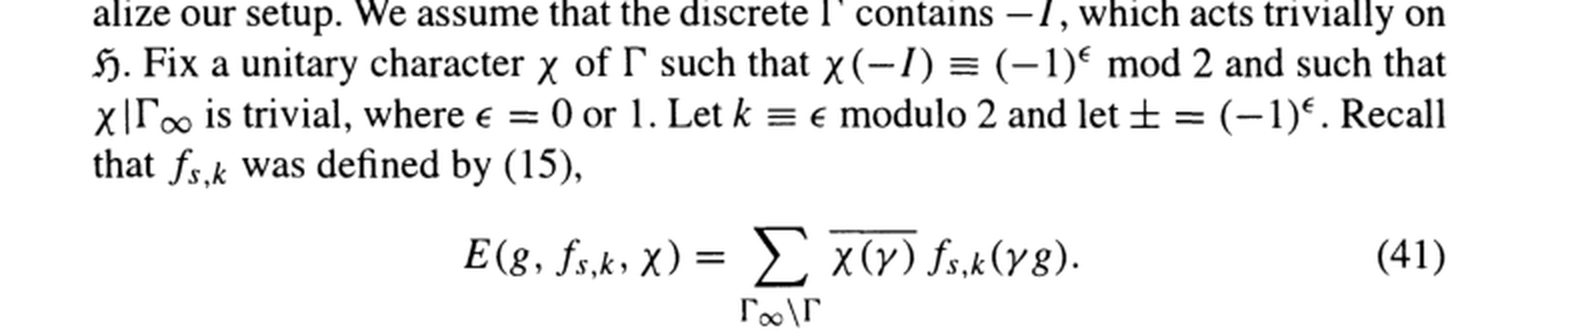 alize our setup. We assume that the discrete Γ contains −I, which acts trivially on
ℌ. Fix a unitary character χ of Γ such that χ(−I) ≡ (−1)^ϵ mod 2 and such that
χ|Γ∞ is trivial, where ϵ = 0 or 1. Let k ≡ ϵ modulo 2 and let ± = (−1)^ϵ. Recall
that f_{s,k} was defined by (15),
E(g, f_{s,k}, χ) = ∑_{Γ∞\Γ} \overline{χ(γ)} f_{s,k}(γg). (41)